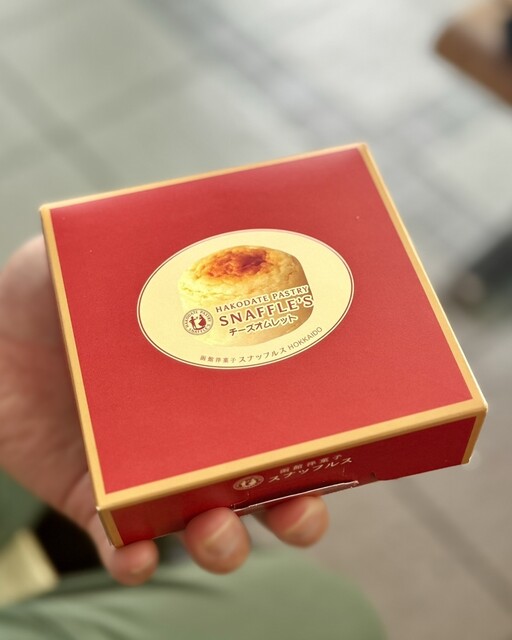 HAKODATE PASTRY
SNAFFLE'S
チーズオムレット
函館洋菓子 スナッフルス HOKKAIDO
函館洋菓子
スナッフルス